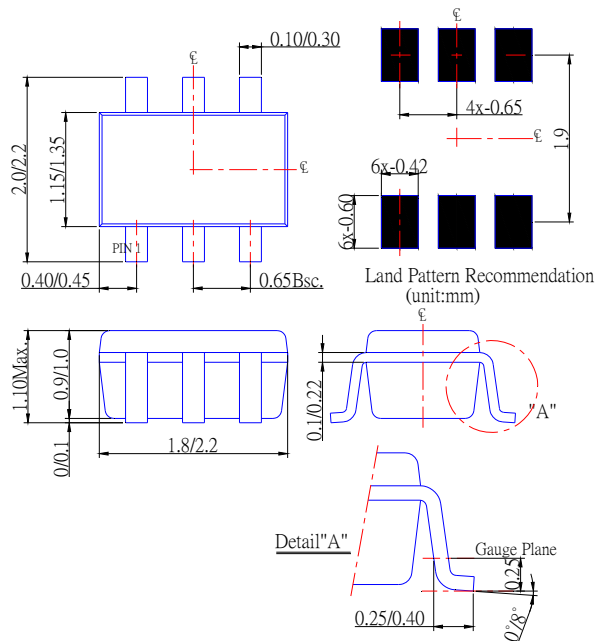 ℄
0.10/0.30
℄
4x-0.65
℄
1.9
2.0/2.2
1.15/1.35
℄
6x-0.42
6x-0.60
PIN 1
0.40/0.45
0.65Bsc.
Land Pattern Recommendation
(unit:mm)
℄
1.10Max.
0.9/1.0
0/0.1
1.8/2.2
0.1/0.22
"A"
Detail"A"
Gauge Plane
0.25
0.25/0.40
0°/8°